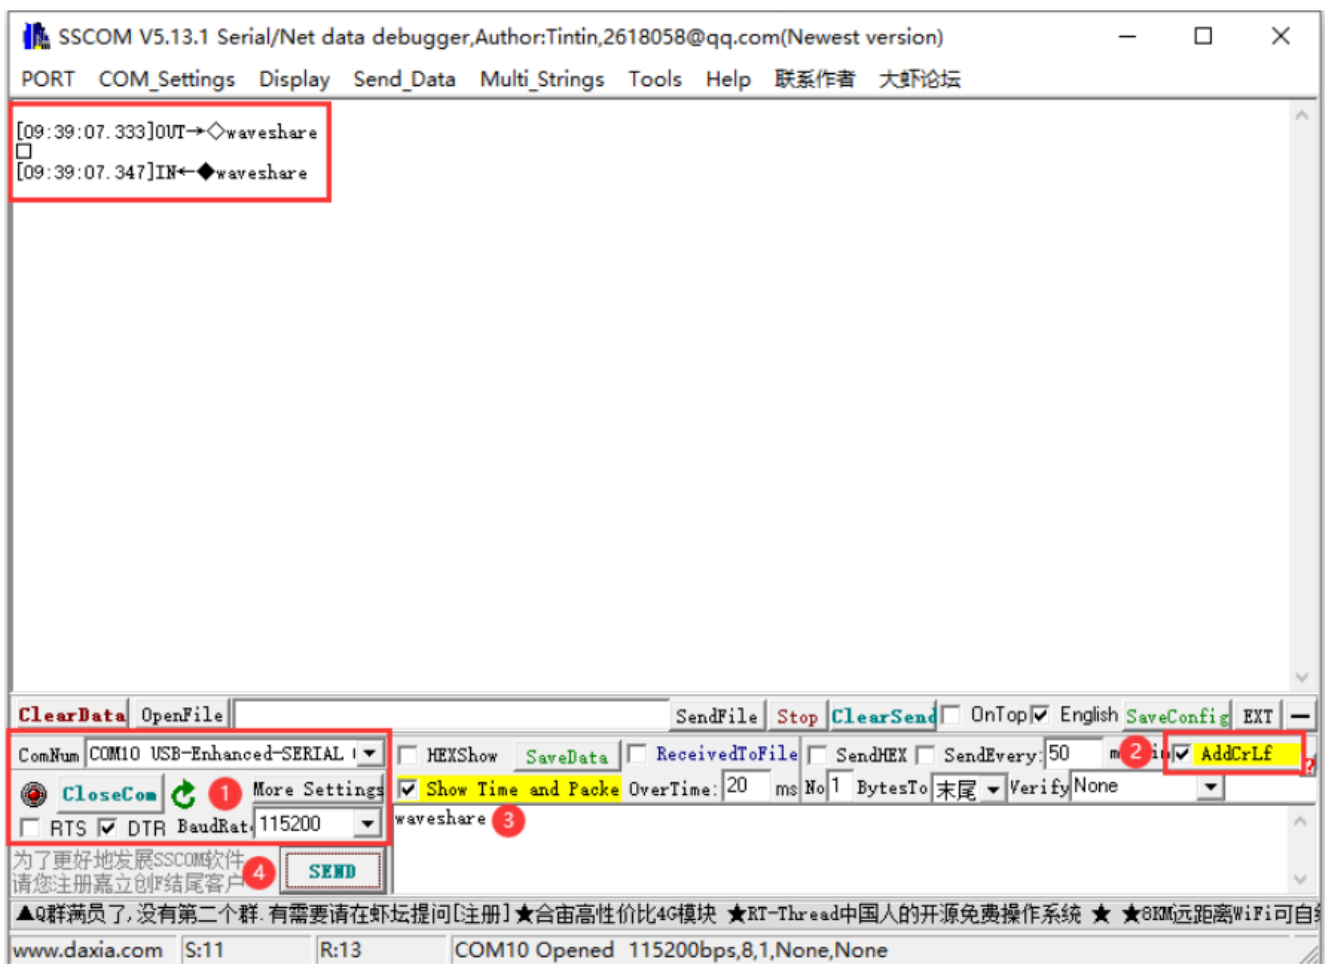 SSCOM V5.13.1 Serial/Net data debugger,Author:Tintin,2618058@qq.com(Newest version)
PORT COM_Settings Display Send_Data Multi_Strings Tools Help 联系作者 大虾论坛
[09:39:07.333]OUT→◇waveshare
□
[09:39:07.347]IN←◆waveshare
ClearData OpenFile SendFile Stop ClearSend OnTop English SaveConfig EXT
ComNum COM10 USB-Enhanced-SERIAL HEXShow SaveData ReceivedToFile SendHEX SendEvery: 50 2 AddCrLf
?
CloseCom 1 More Settings Show Time and Packe OverTime: 20 ms No 1 BytesTo 末尾 Verify None
RTS DTR BaudRat 115200 waveshare 3
为了更好地发展SSCOM软件
请您注册嘉立创F结尾客户 4 SEND
▲Q群满员了,没有第二个群.有需要请在虾坛提问[注册]★合宙高性价比4G模块 ★RT-Thread中国人的开源免费操作系统 ★ ★8KM远距离WiFi可自
www.daxia.com S:11 R:13 COM10 Opened 115200bps,8,1,None,None